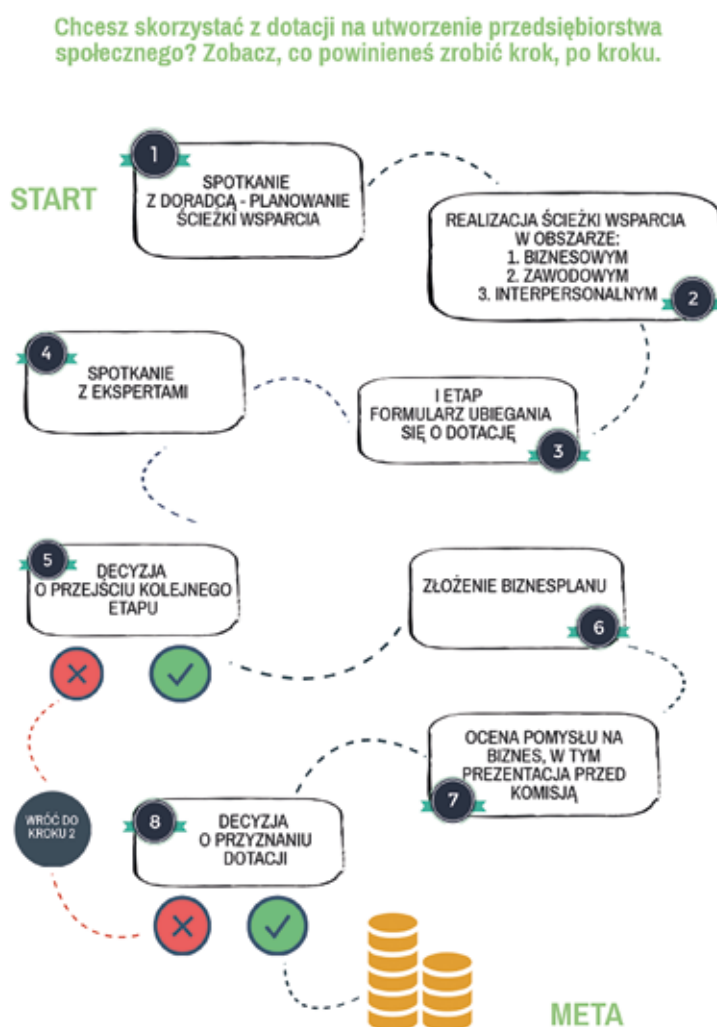 Chcesz skorzystać z dotacji na utworzenie przedsiębiorstwa
społecznego? Zobacz, co powinieneś zrobić krok, po kroku.
START
1
SPOTKANIE
Z DORADCĄ - PLANOWANIE
ŚCIEŻKI WSPARCIA
REALIZACJA ŚCIEŻKI WSPARCIA
W OBSZARZE:
1. BIZNESOWYM
2. ZAWODOWYM
3. INTERPERSONALNYM
2
I ETAP
FORMULARZ UBIEGANIA
SIĘ O DOTACJĘ
3
4
SPOTKANIE
Z EKSPERTAMI
5
DECYZJA
O PRZEJŚCIU KOLEJNEGO
ETAPU
ZŁOŻENIE BIZNESPLANU
6
OCENA POMYSŁU NA
BIZNES, W TYM
PREZENTACJA PRZED
KOMISJĄ
7
WRÓĆ DO
KROKU 2
8
DECYZJA
O PRZYZNANIU
DOTACJI
META